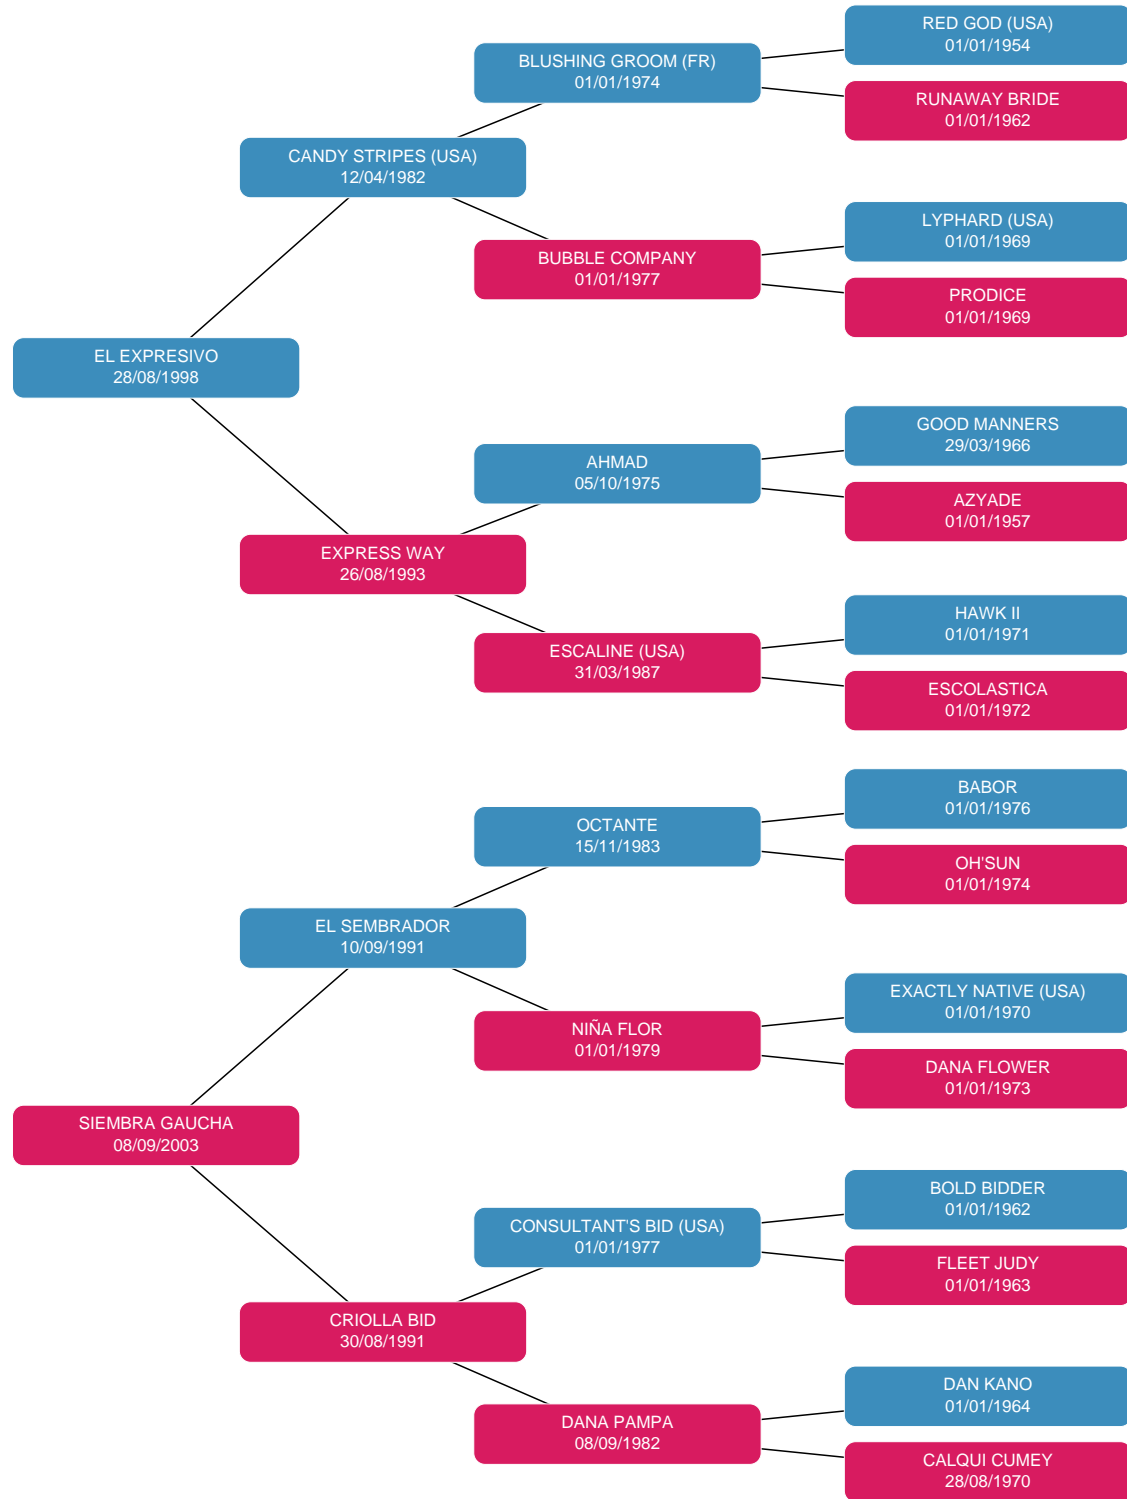 RED GOD (USA)
01/01/1954
BLUSHING GROOM (FR)
01/01/1974
RUNAWAY BRIDE
01/01/1962
CANDY STRIPES (USA)
12/04/1982
LYPHARD (USA)
01/01/1969
BUBBLE COMPANY
01/01/1977
PRODICE
01/01/1969
EL EXPRESIVO
28/08/1998
GOOD MANNERS
29/03/1966
AHMAD
05/10/1975
AZYADE
01/01/1957
EXPRESS WAY
26/08/1993
HAWK II
01/01/1971
ESCALINE (USA)
31/03/1987
ESCOLASTICA
01/01/1972
BABOR
01/01/1976
OCTANTE
15/11/1983
OH'SUN
01/01/1974
EL SEMBRADOR
10/09/1991
EXACTLY NATIVE (USA)
01/01/1970
NIÑA FLOR
01/01/1979
DANA FLOWER
01/01/1973
SIEMBRA GAUCHA
08/09/2003
BOLD BIDDER
01/01/1962
CONSULTANT'S BID (USA)
01/01/1977
FLEET JUDY
01/01/1963
CRIOLLA BID
30/08/1991
DAN KANO
01/01/1964
DANA PAMPA
08/09/1982
CALQUI CUMEY
28/08/1970